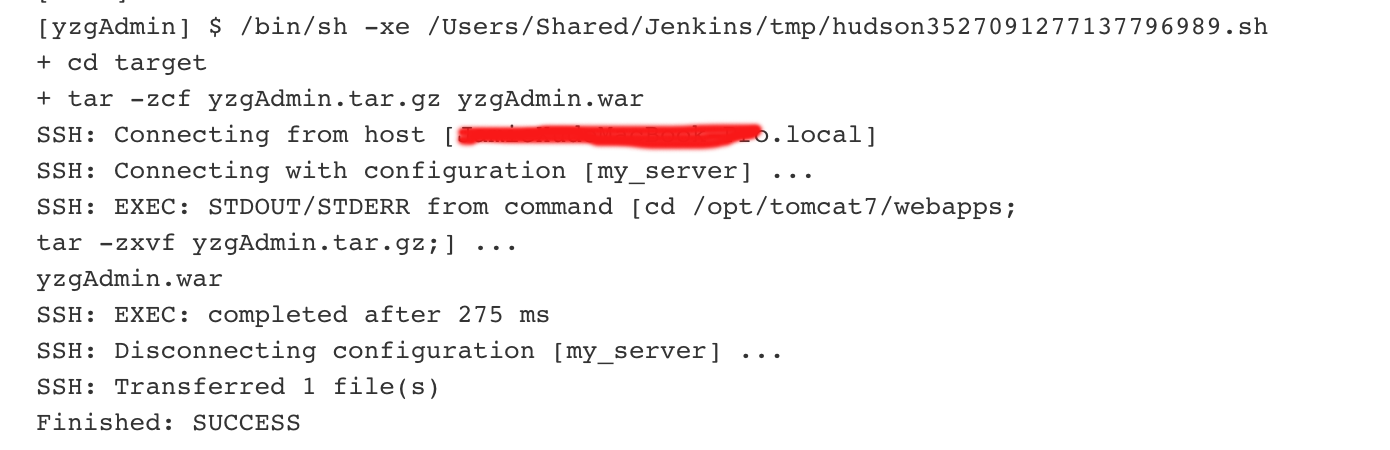 [yzgAdmin] $ /bin/sh -xe /Users/Shared/Jenkins/tmp/hudson3527091277137796989.sh
+ cd target
+ tar -zcf yzgAdmin.tar.gz yzgAdmin.war
SSH: Connecting from host [ o.local]
SSH: Connecting with configuration [my_server] ...
SSH: EXEC: STDOUT/STDERR from command [cd /opt/tomcat7/webapps;
tar -zxvf yzgAdmin.tar.gz;] ...
yzgAdmin.war
SSH: EXEC: completed after 275 ms
SSH: Disconnecting configuration [my_server] ...
SSH: Transferred 1 file(s)
Finished: SUCCESS